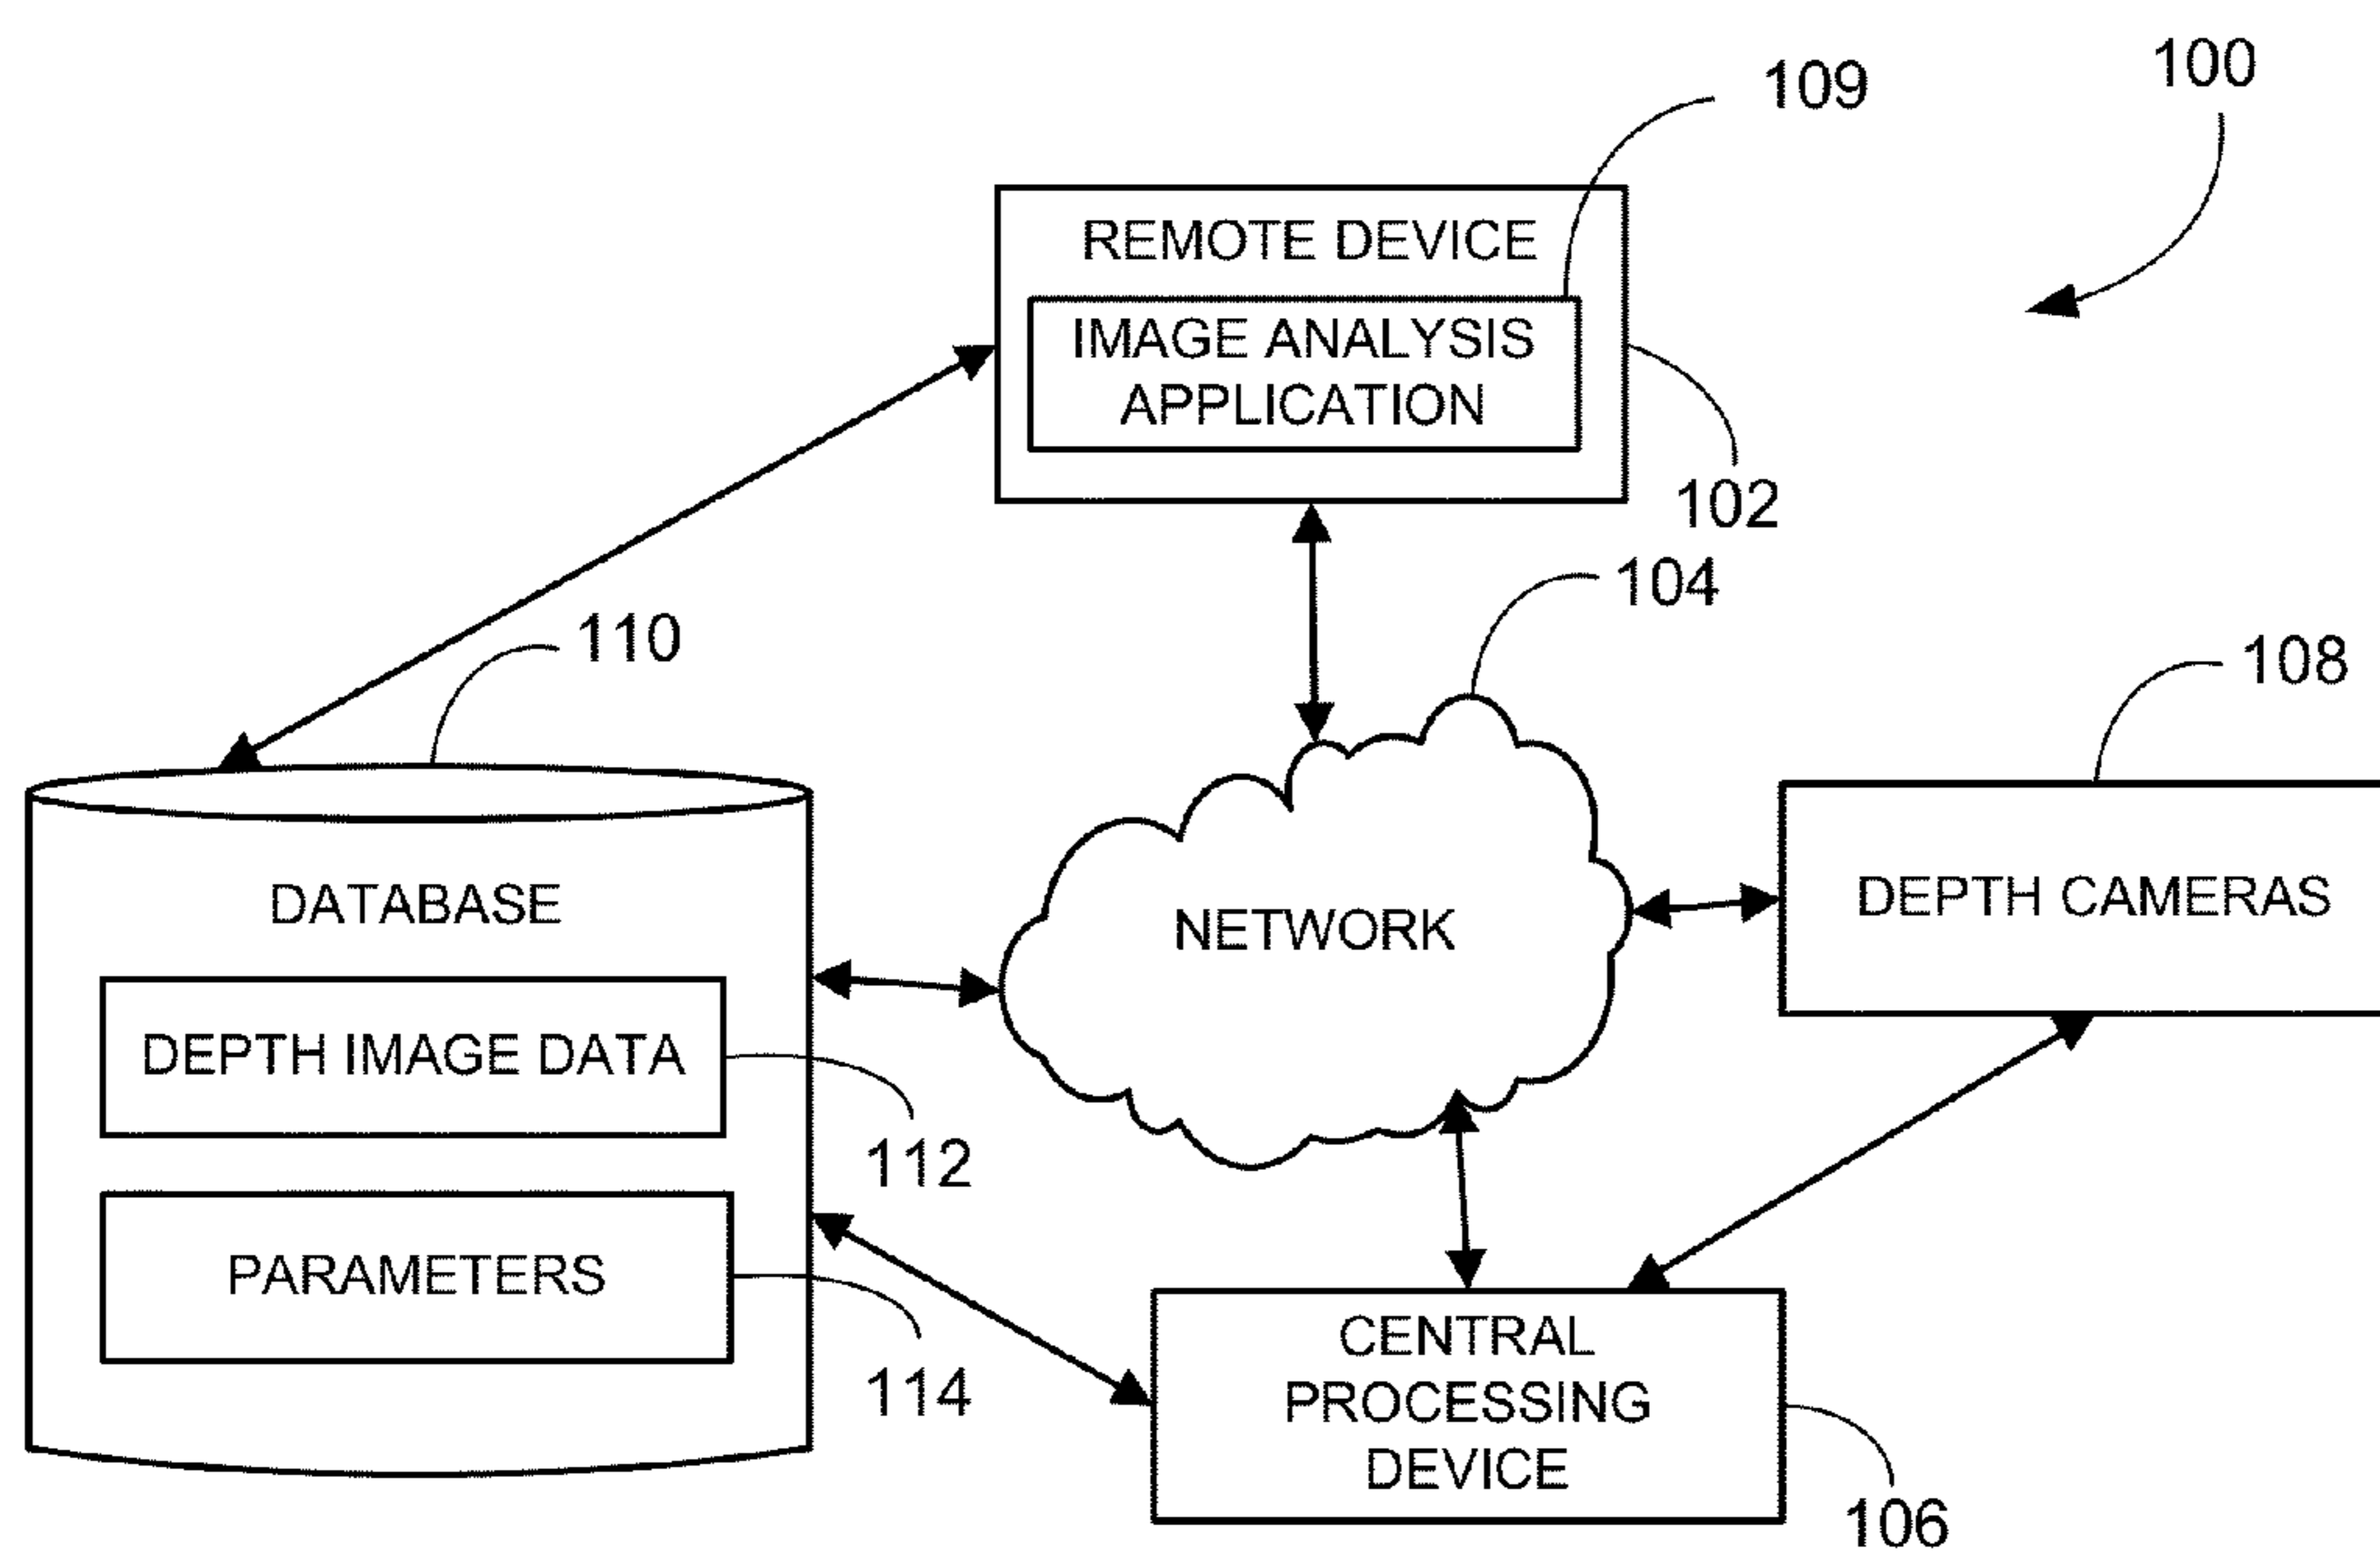 100
109
REMOTE DEVICE
IMAGE ANALYSIS
APPLICATION
102
104
110
108
DATABASE
NETWORK
DEPTH CAMERAS
DEPTH IMAGE DATA
112
PARAMETERS
114
CENTRAL
PROCESSING
DEVICE
106